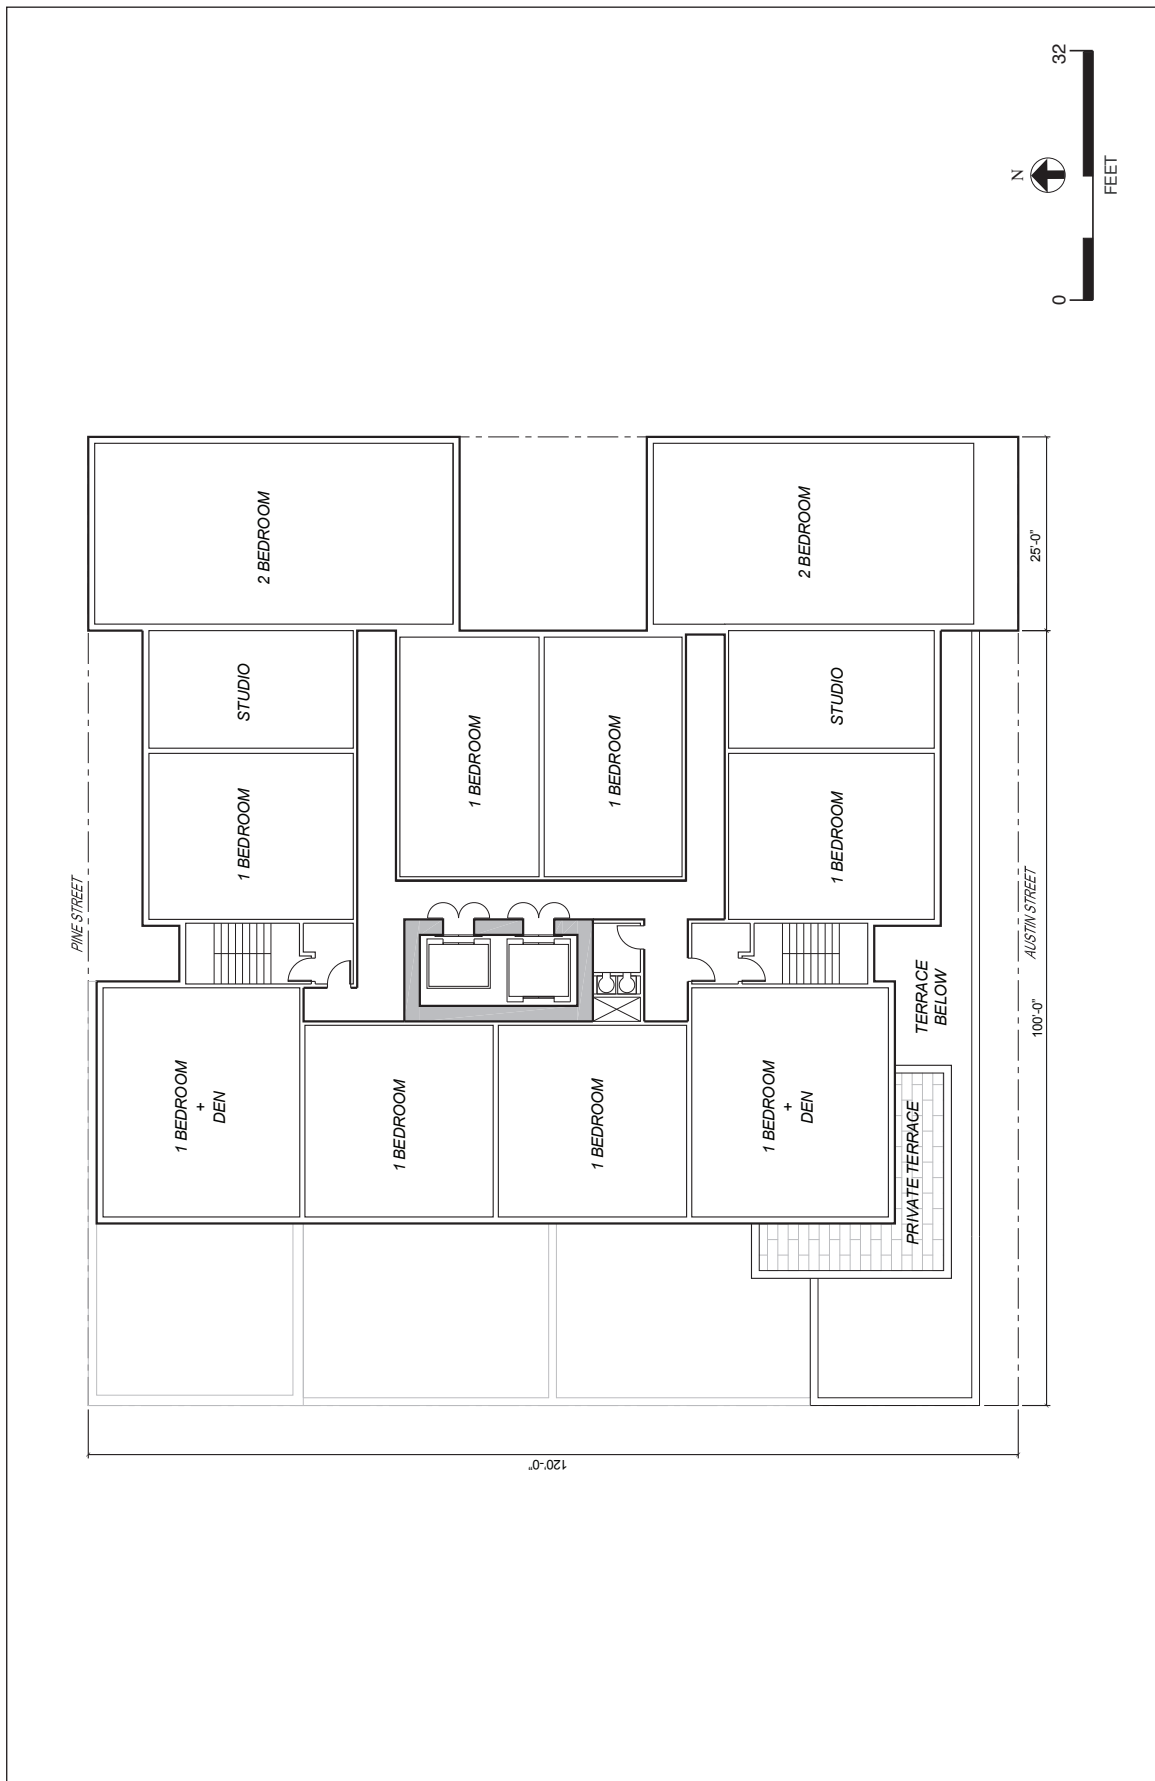 PINE STREET
1 BEDROOM
+
DEN
1 BEDROOM
STUDIO
2 BEDROOM
1 BEDROOM
1 BEDROOM
120'-0"
1 BEDROOM
1 BEDROOM
1 BEDROOM
+
DEN
1 BEDROOM
STUDIO
2 BEDROOM
PRIVATE TERRACE
TERRACE
BELOW
AUSTIN STREET
100'-0"
25'-0"
N
0
32
FEET